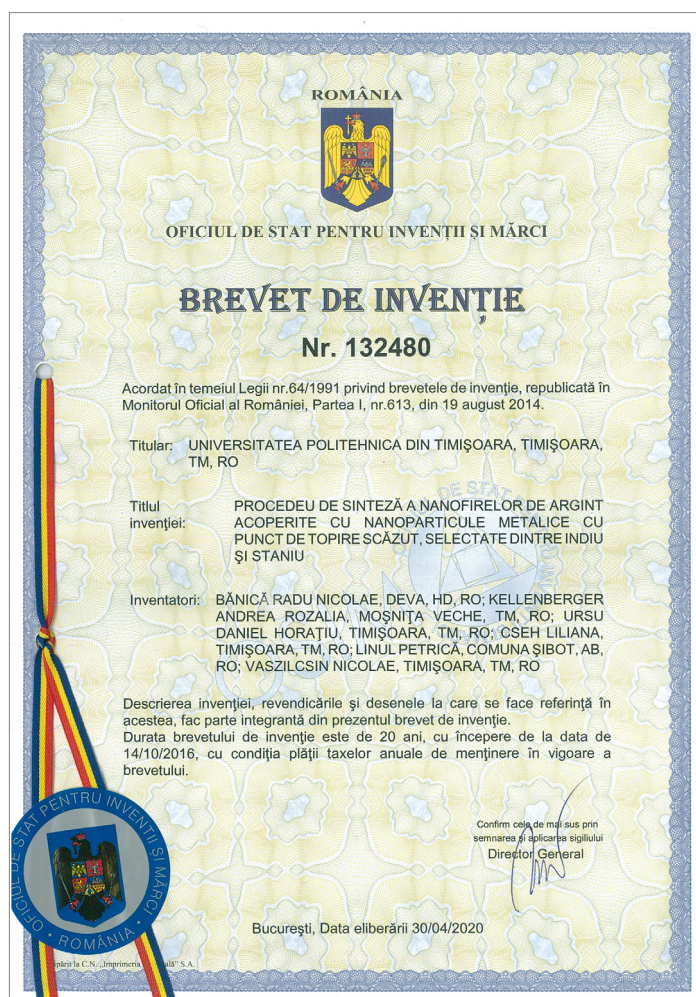 ROMÂNIA
OFICIUL DE STAT PENTRU INVENȚII ȘI MĂRCI
BREVET DE INVENȚIE
Nr. 132480
Acordat în temeiul Legii nr.64/1991 privind brevetele de invenţie, republicată în
Monitorul Oficial al României, Partea I, nr.613, din 19 august 2014.
Titular: UNIVERSITATEA POLITEHNICA DIN TIMIŞOARA, TIMIŞOARA,
TM, RO
Titlul invenţiei: PROCEDEU DE SINTEZĂ A NANOFIRELOR DE ARGINT
ACOPERITE CU NANOPARTICULE METALICE CU
PUNCT DE TOPIRE SCĂZUT, SELECTATE DINTRE INDIU
ŞI STANIU
Inventatori: BĂNICĂ RADU NICOLAE, DEVA, HD, RO; KELLENBERGER
ANDREA ROZALIA, MOŞNIŢA VECHE, TM, RO; URSU
DANIEL HORAŢIU, TIMIŞOARA, TM, RO; CSEH LILIANA,
TIMIŞOARA, TM, RO; LINUL PETRICĂ, COMUNA ŞIBOT, AB,
RO; VASZILCSIN NICOLAE, TIMIŞOARA, TM, RO
Descrierea invenţiei, revendicările şi desenele la care se face referinţă în
acestea, fac parte integrantă din prezentul brevet de invenţie.
Durata brevetului de invenţie este de 20 ani, cu începere de la data de
14/10/2016, cu condiţia plăţii taxelor anuale de menţinere în vigoare a
brevetului.
Confirm cele de mai sus prin
semnarea şi aplicarea sigiliului
Director General
OFICIUL DE STAT PENTRU INVENȚII ȘI MĂRCI
• ROMÂNIA •
Bucureşti, Data eliberării 30/04/2020
la C.N. „Imprimeria S.A.